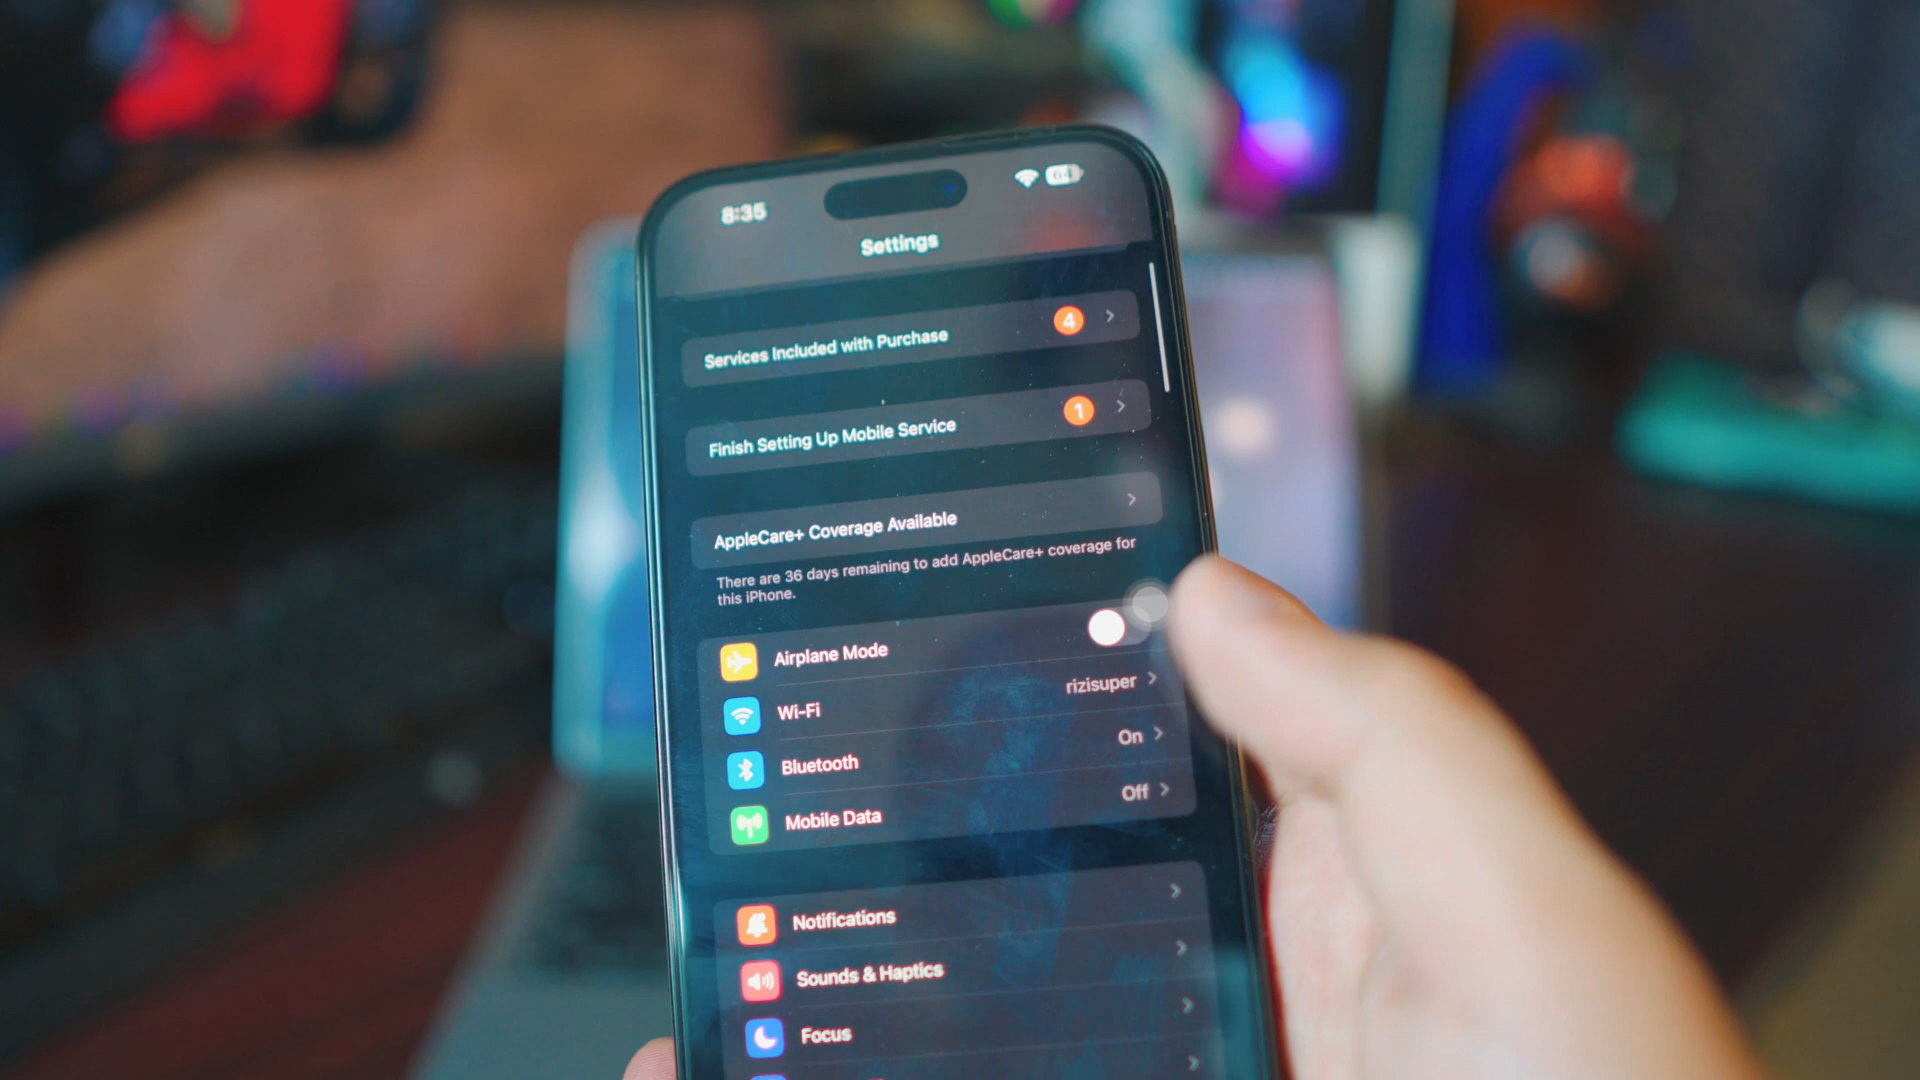 8:35
64
Settings
Services Included with Purchase
4
Finish Setting Up Mobile Service
1
AppleCare+ Coverage Available
There are 36 days remaining to add AppleCare+ coverage for
this iPhone.
Airplane Mode
Wi-Fi
rizisuper
Bluetooth
On
Mobile Data
Off
Notifications
Sounds & Haptics
Focus